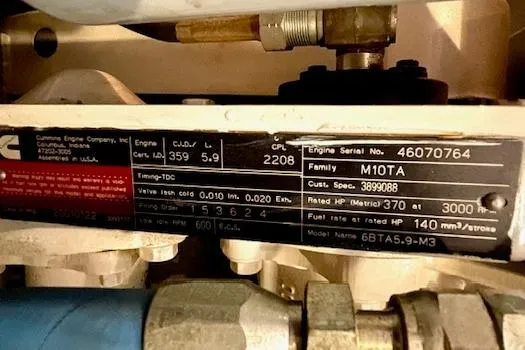 Cummins Engine Company, Inc
Columbus, Indiana
47202-3005
Assembled in U.S.A.
Engine
Cert. I.D.
C.I.D./ L.
359 5.9
CPL
2208
Timing-TDC
Valve lash cold 0.010 Int. 0.020 Exh.
Firing Order 1 5 3 6 2 4
Low Idle RPM 600 E.C.S.
Engine Serial No. 46070764
Family M10TA
Cust. Spec. 3899088
Rated HP (Metric) 370 at 3000 RPM
Fuel rate at rated HP 140 mm³/stroke
Model Name 6BTA5.9-M3